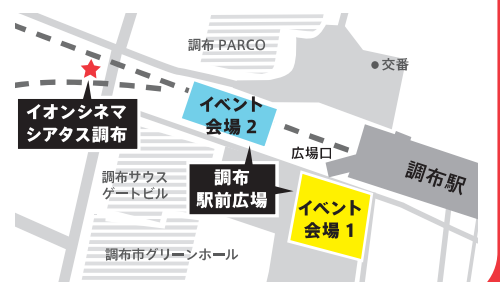 調布 PARCO
交番
イオンシネマ
シアタス調布
イベント
会場 2
広場口
調布駅
調布
駅前広場
調布サウス
ゲートビル
イベント
会場 1
調布市グリーンホール